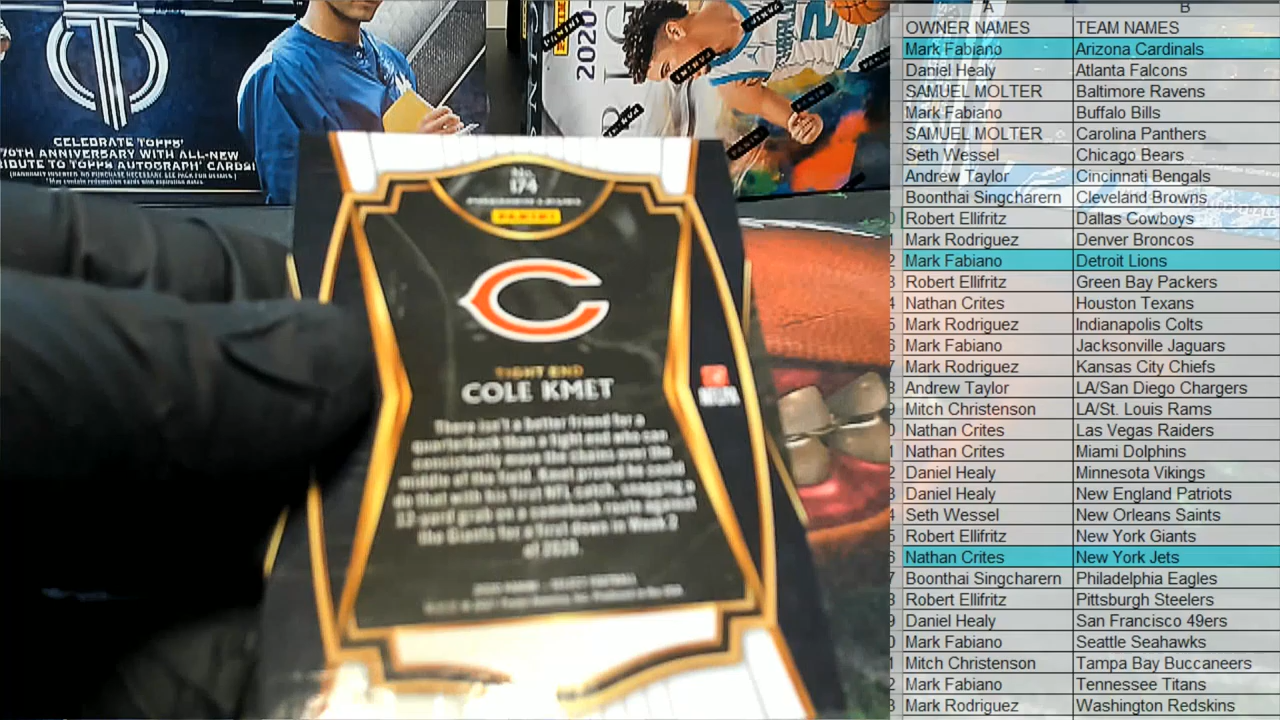 CELEBRATE TOPPS'
70TH ANNIVERSARY WITH ALL-NEW
TRIBUTE TO TOPPS AUTOGRAPH* CARDS!
2020-
PANINI
No.
174
PREMIER LEVEL
PANINI
TIGHT END
COLE KMET
There isn't a better friend for a
quarterback than a tight end who can
consistently move the chains over the
middle of the field. Kmet proved he could
do that with his first NFL catch, snagging a
12-yard grab on a comeback route against
the Giants for a first down in Week 2
of 2020.
A B
OWNER NAMES TEAM NAMES
Mark Fabiano Arizona Cardinals
Daniel Healy Atlanta Falcons
SAMUEL MOLTER Baltimore Ravens
Mark Fabiano Buffalo Bills
SAMUEL MOLTER Carolina Panthers
Seth Wessel Chicago Bears
Andrew Taylor Cincinnati Bengals
Boonthai Singcharern Cleveland Browns
Robert Ellifritz Dallas Cowboys
Mark Rodriguez Denver Broncos
Mark Fabiano Detroit Lions
Robert Ellifritz Green Bay Packers
Nathan Crites Houston Texans
Mark Rodriguez Indianapolis Colts
Mark Fabiano Jacksonville Jaguars
Mark Rodriguez Kansas City Chiefs
Andrew Taylor LA/San Diego Chargers
Mitch Christenson LA/St. Louis Rams
Nathan Crites Las Vegas Raiders
Nathan Crites Miami Dolphins
Daniel Healy Minnesota Vikings
Daniel Healy New England Patriots
Seth Wessel New Orleans Saints
Robert Ellifritz New York Giants
Nathan Crites New York Jets
Boonthai Singcharern Philadelphia Eagles
Robert Ellifritz Pittsburgh Steelers
Daniel Healy San Francisco 49ers
Mark Fabiano Seattle Seahawks
Mitch Christenson Tampa Bay Buccaneers
Mark Fabiano Tennessee Titans
Mark Rodriguez Washington Redskins